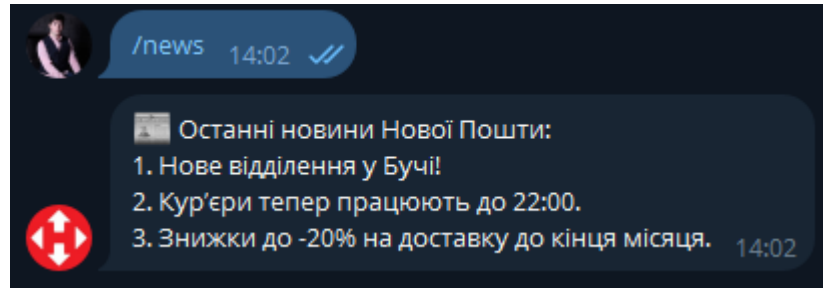 /news 14:02
📰 Останні новини Нової Пошти:
1. Нове відділення у Бучі!
2. Кур’єри тепер працюють до 22:00.
3. Знижки до -20% на доставку до кінця місяця. 14:02